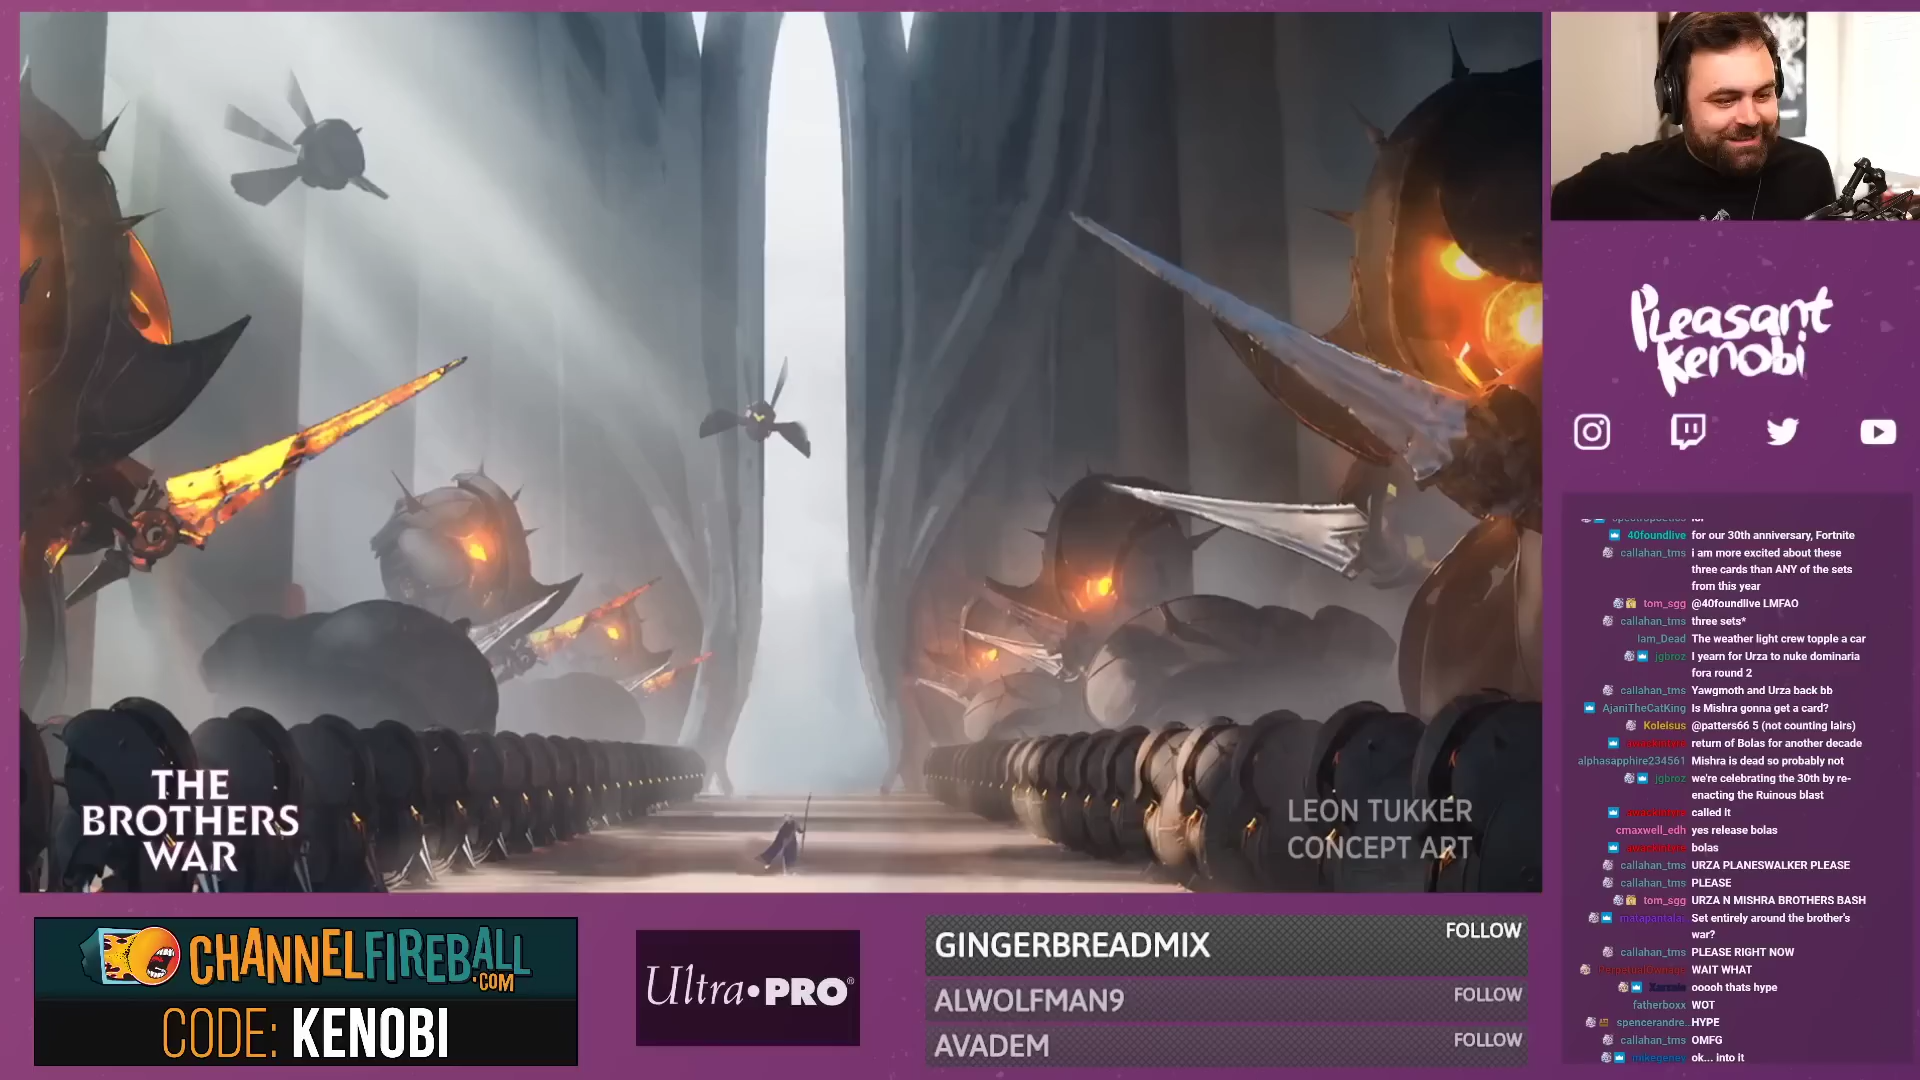 THE
BROTHERS
WAR
LEON TUKKER
CONCEPT ART
Pleasant
Kenobi
40foundlive for our 30th anniversary, Fortnite
callahan_tms i am more excited about these
three cards than ANY of the sets
from this year
tom_sgg @40foundlive LMFAO
callahan_tms three sets*
Iam_Dead The weather light crew topple a car
jgbroz I yearn for Urza to nuke dominaria
fora round 2
callahan_tms Yawgmoth and Urza back bb
AjaniTheCatKing Is Mishra gonna get a card?
Koleisus @patters66 5 (not counting lairs)
return of Bolas for another decade
alphasapphire234561 Mishra is dead so probably not
jgbroz we're celebrating the 30th by re-
enacting the Ruinous blast
called it
cmaxwell_edh yes release bolas
bolas
callahan_tms URZA PLANESWALKER PLEASE
callahan_tms PLEASE
tom_sgg URZA N MISHRA BROTHERS BASH
Set entirely around the brother's
war?
callahan_tms PLEASE RIGHT NOW
WAIT WHAT
ooooh thats hype
fatherboxx WOT
spencerandre... HYPE
callahan_tms OMFG
ok... into it
CHANNELFIREBALL
.COM
CODE: KENOBI
Ultra•PRO®
GINGERBREADMIX FOLLOW
ALWOLFMAN9 FOLLOW
AVADEM FOLLOW